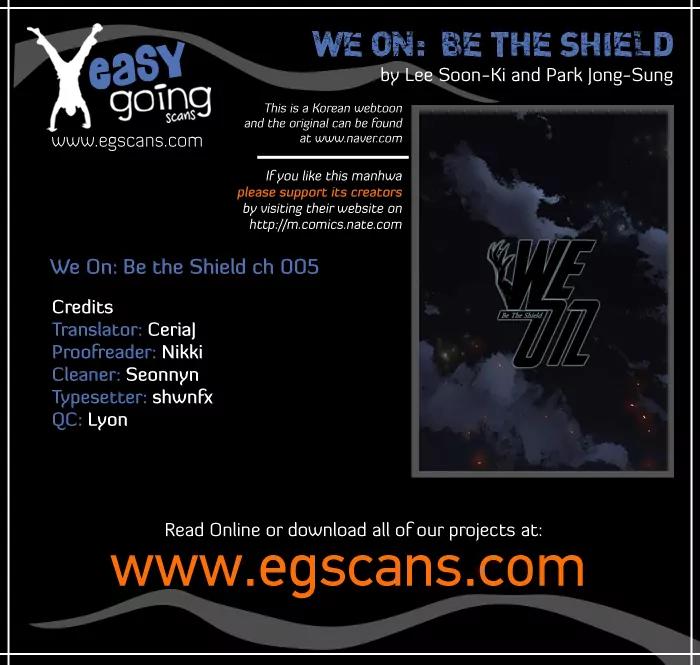 easy
going
scans
www.egscans.com
WE ON: BE THE SHIELD
by Lee Soon-Ki and Park Jong-Sung
This is a Korean webtoon
and the original can be found
at www.naver.com
If you like this manhwa
please support its creators
by visiting their website on
http://m.comics.nate.com
WE
Be The Shield
ON
We On: Be the Shield ch 005
Credits
Translator: CeriaJ
Proofreader: Nikki
Cleaner: Seonnyn
Typesetter: shwnfx
QC: Lyon
Read Online or download all of our projects at:
www.egscans.com